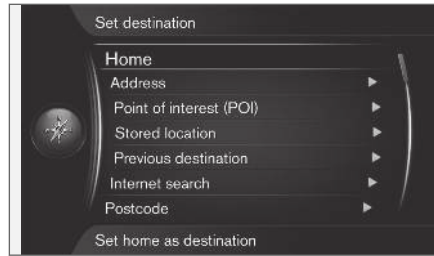 Set destination
Home
Address
Point of interest (POI)
Stored location
Previous destination
Internet search
Postcode
Set home as destination